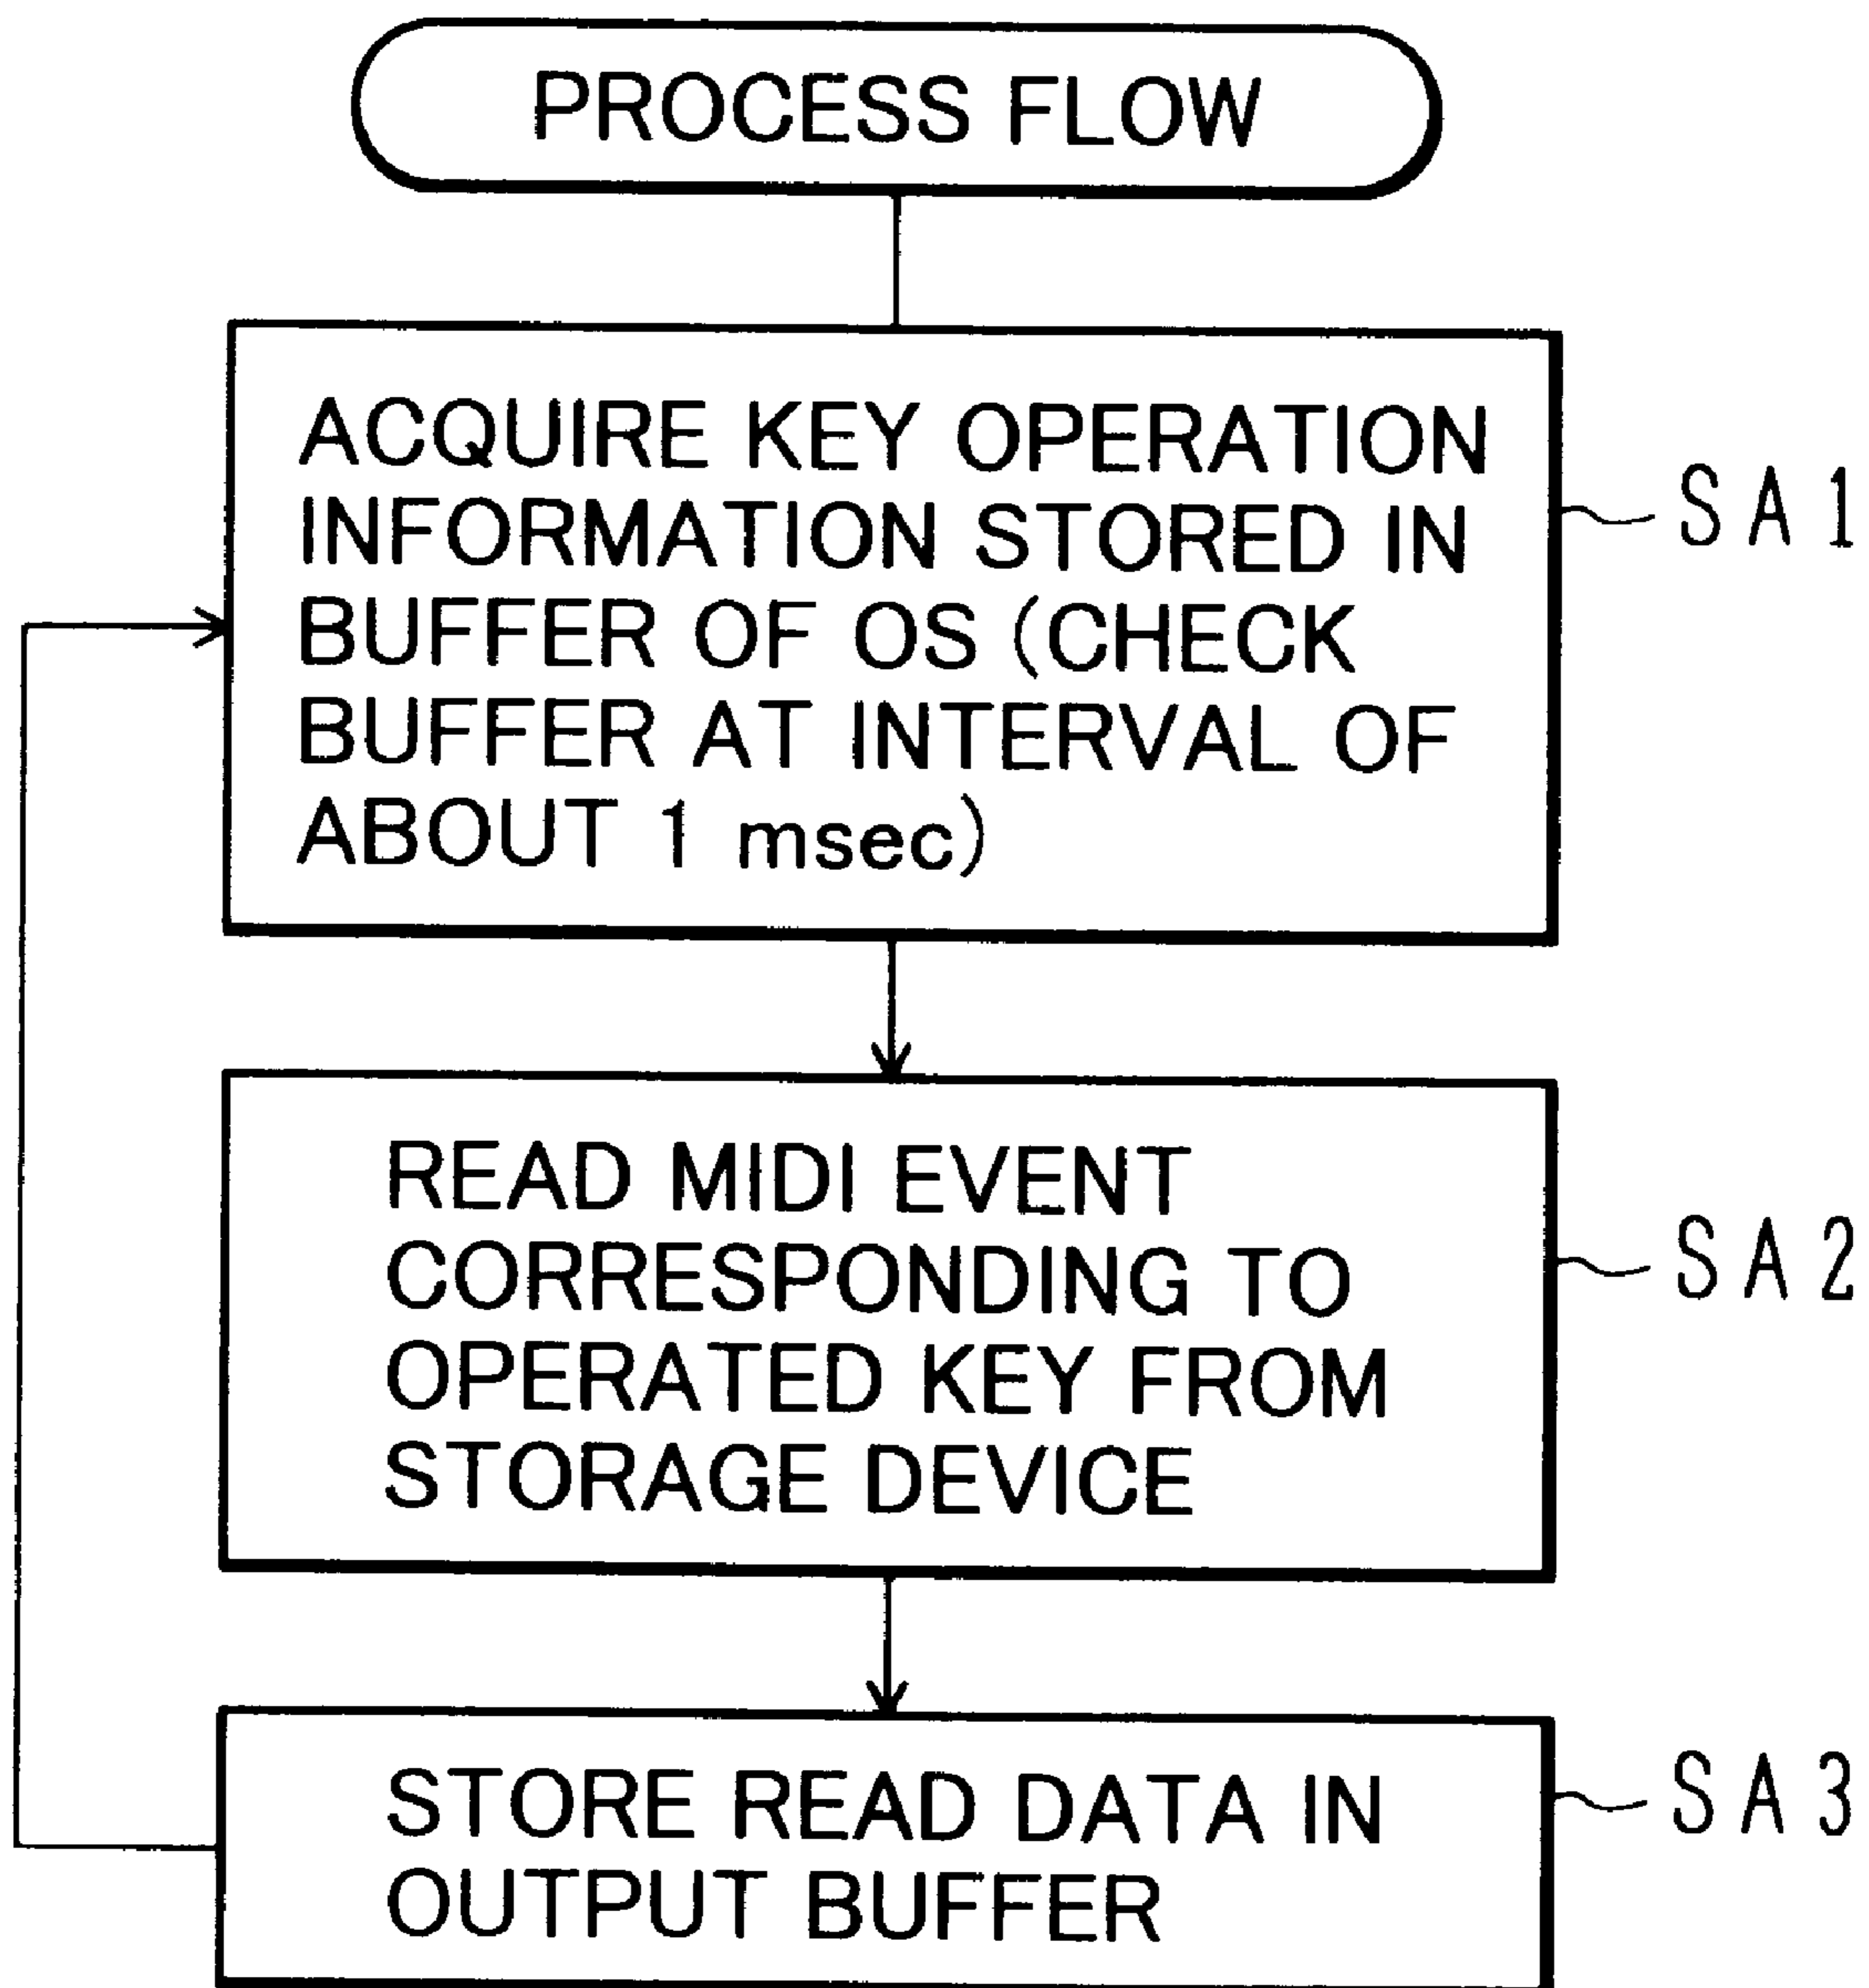 PROCESS FLOW
ACQUIRE KEY OPERATION
INFORMATION STORED IN
BUFFER OF OS (CHECK
BUFFER AT INTERVAL OF
ABOUT 1 msec)
SA1
READ MIDI EVENT
CORRESPONDING TO
OPERATED KEY FROM
STORAGE DEVICE
SA2
STORE READ DATA IN
OUTPUT BUFFER
SA3